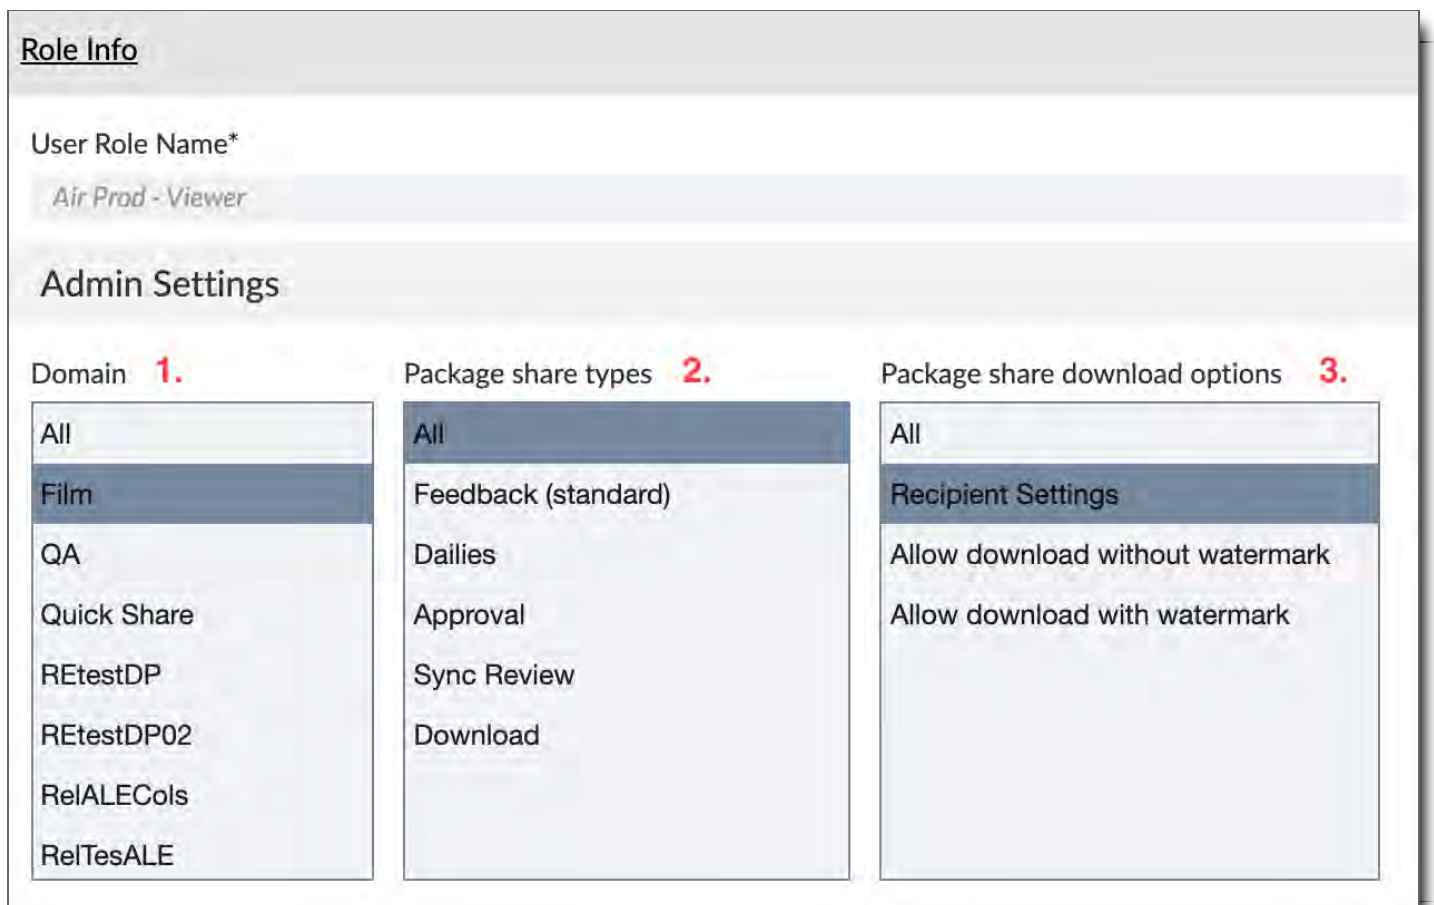 Role Info
User Role Name*
Air Prod - Viewer
Admin Settings
Domain 1.
All
Film
QA
Quick Share
REtestDP
REtestDP02
RelALECols
RelTesALE
Package share types 2.
All
Feedback (standard)
Dailies
Approval
Sync Review
Download
Package share download options 3.
All
Recipient Settings
Allow download without watermark
Allow download with watermark